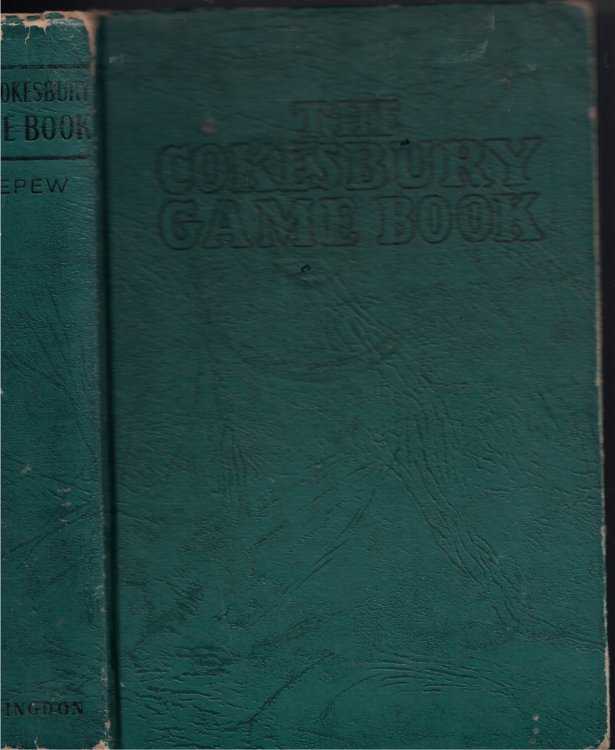 OKESBURY
E BOOK
EPEW
INGDON
THE
COKESBURY
GAME BOOK